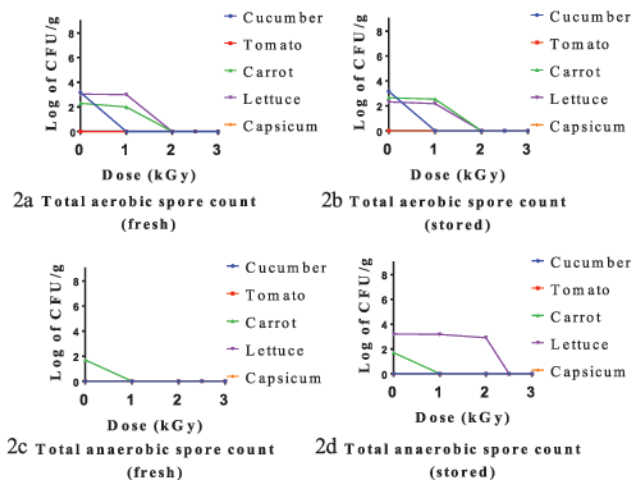 Log of CFU/g
8
6
4
2
0
0 1 2 3
Dose (kGy)
Cucumber
Tomato
Carrot
Lettuce
Capsicum
2a Total aerobic spore count
(fresh)
Log of CFU/g
8
6
4
2
0
0 1 2 3
Dose (kGy)
Cucumber
Tomato
Carrot
Lettuce
Capsicum
2b Total aerobic spore count
(stored)
Log of CFU/g
8
6
4
2
0
0 1 2 3
Dose (kGy)
Cucumber
Tomato
Carrot
Lettuce
Capsicum
2c Total anaerobic spore count
(fresh)
Log of CFU/g
8
6
4
2
0
0 1 2 3
Dose (kGy)
Cucumber
Tomato
Carrot
Lettuce
Capsicum
2d Total anaerobic spore count
(stored)